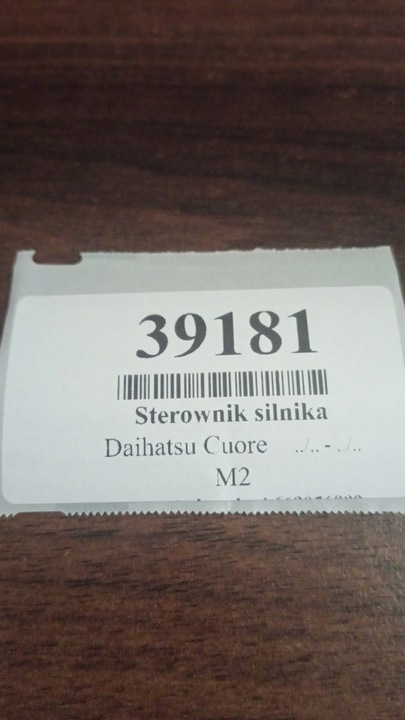 39181
Sterownik silnika
Daihatsu Cuore ../.. - ../..
M2